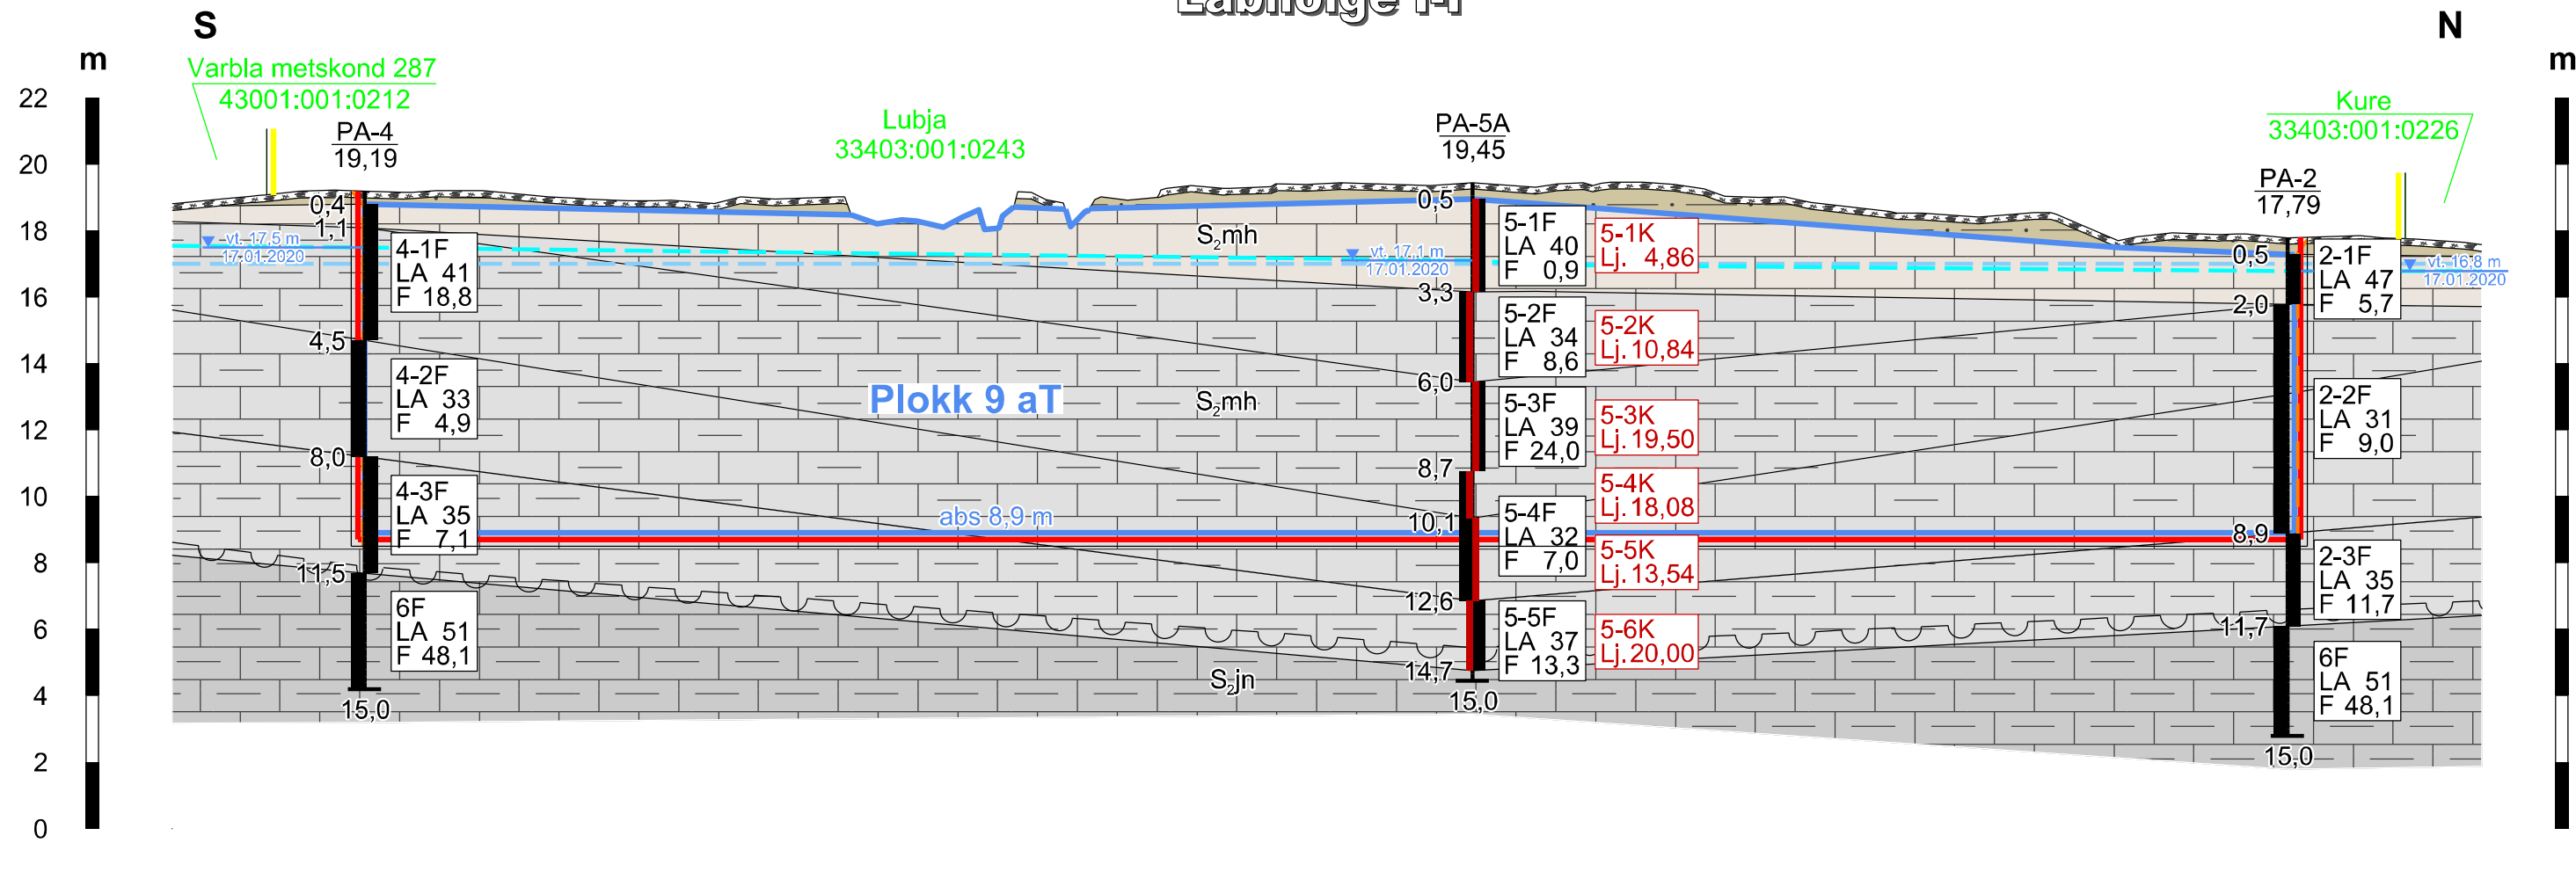 S
N
m
m
Varbla metskond 287
43001:001:0212
Lubja
33403:001:0243
Kure
33403:001:0226
PA-4
19,19
PA-5A
19,45
PA-2
17,79
22
20
18
16
14
12
10
8
6
4
2
0
0,4
1,1
4,5
8,0
11,5
15,0
vt. 17,5 m
17.01.2020
4-1F
LA 41
F 18,8
4-2F
LA 33
F 4,9
4-3F
LA 35
F 7,1
6F
LA 51
F 48,1
Plokk 9 aT
abs 8,9 m
S₂mh
S₂mh
S₂jn
vt. 17,1 m
17.01.2020
0,5
3,3
6,0
8,7
10,1
12,6
14,7
15,0
5-1F
LA 40
F 0,9
5-2F
LA 34
F 8,6
5-3F
LA 39
F 24,0
5-4F
LA 32
F 7,0
5-5F
LA 37
F 13,3
5-1K
Lj. 4,86
5-2K
Lj.10,84
5-3K
Lj.19,50
5-4K
Lj.18,08
5-5K
Lj.13,54
5-6K
Lj.20,00
0,5
2,0
8,9
11,7
15,0
2-1F
LA 47
F 5,7
2-2F
LA 31
F 9,0
2-3F
LA 35
F 11,7
6F
LA 51
F 48,1
vt. 16,8 m
17.01.2020